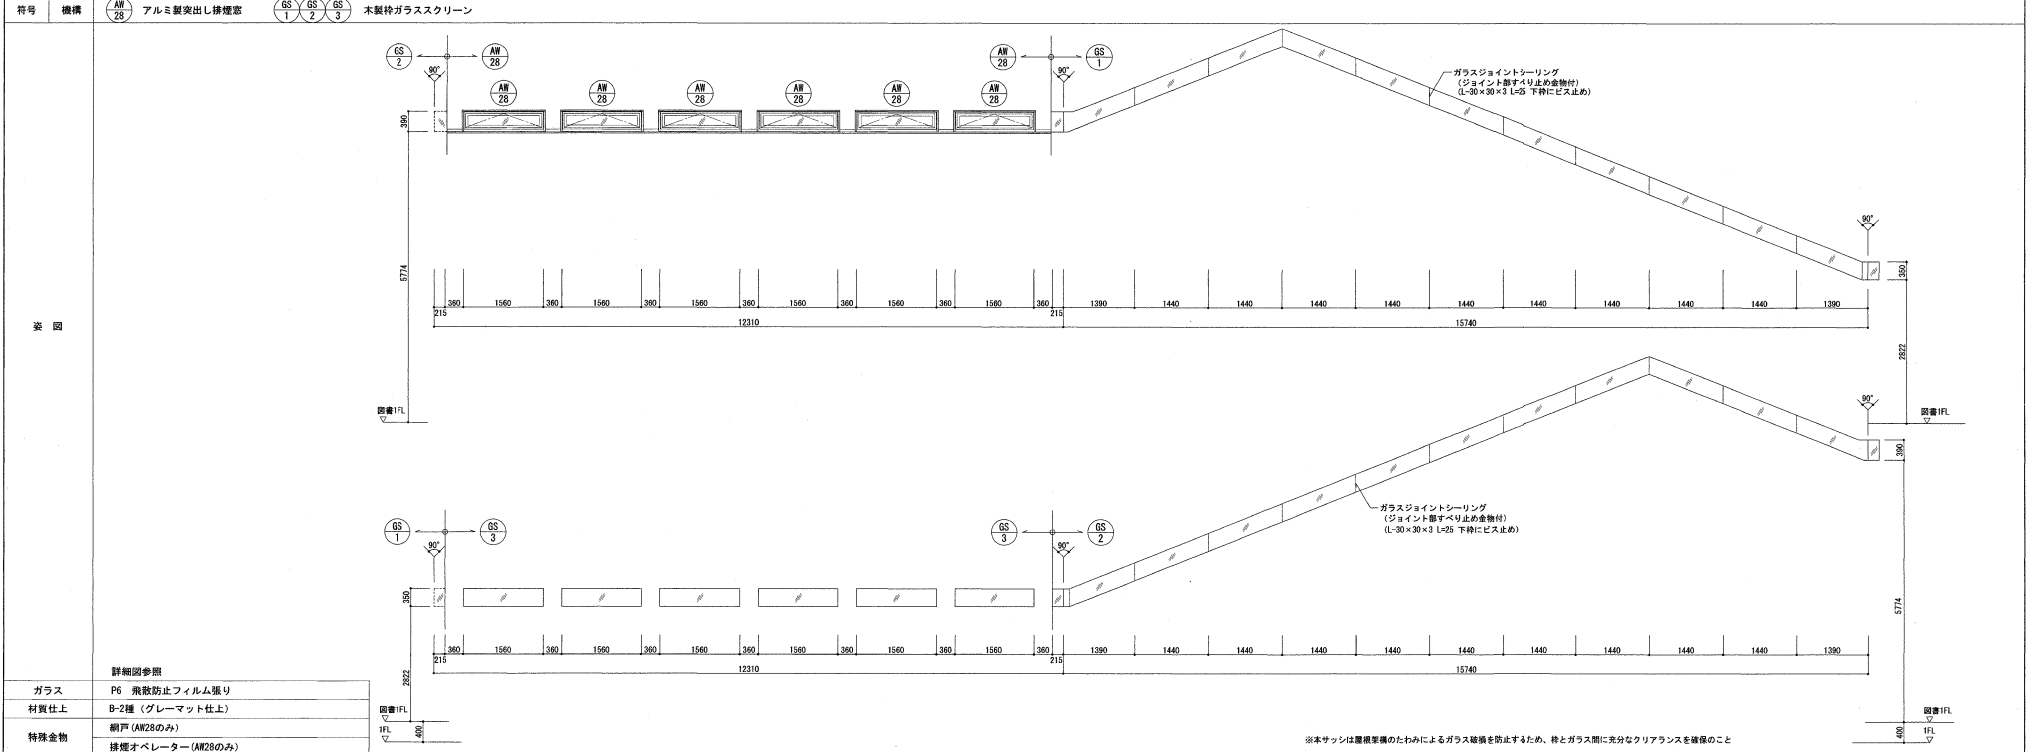 符号 機構 AW 28 アルミ製突出し排煙窓 GS 1 GS 2 GS 3 木製枠ガラススクリーン
GS 2 AW 28 AW 28 GS 1
90° 90°
AW 28 AW 28 AW 28 AW 28 AW 28 AW 28
ガラスジョイントシーリング
(ジョイント部すべり止め金物付)
(L-30×30×3 L=25 下枠にビス止め)
390
5774
90°
350
2822
360 1560 360 1560 360 1560 360 1560 360 1560 360 1560 360 1390 1440 1440 1440 1440 1440 1440 1440 1440 1440 1390
215 12310 215 15740
姿 図
図書1FL 図書1FL
90°
390
5774
ガラスジョイントシーリング
(ジョイント部すべり止め金物付)
(L-30×30×3 L=25 下枠にビス止め)
GS 1 GS 3 GS 3 GS 2
90° 90°
350
2822
360 1560 360 1560 360 1560 360 1560 360 1560 360 1560 360 1390 1440 1440 1440 1440 1440 1440 1440 1440 1440 1390
215 12310 215 15740
詳細図参照
ガラス P6 飛散防止フィルム張り
材質仕上 B-2種 (グレーマット仕上)
特殊金物 網戸(AW28のみ)
排煙オペレーター(AW28のみ)
図書1FL 図書1FL
1FL 400 400 1FL
※本サッシは屋根架構のたわみによるガラス破損を防止するため、枠とガラス間に充分なクリアランスを確保のこと